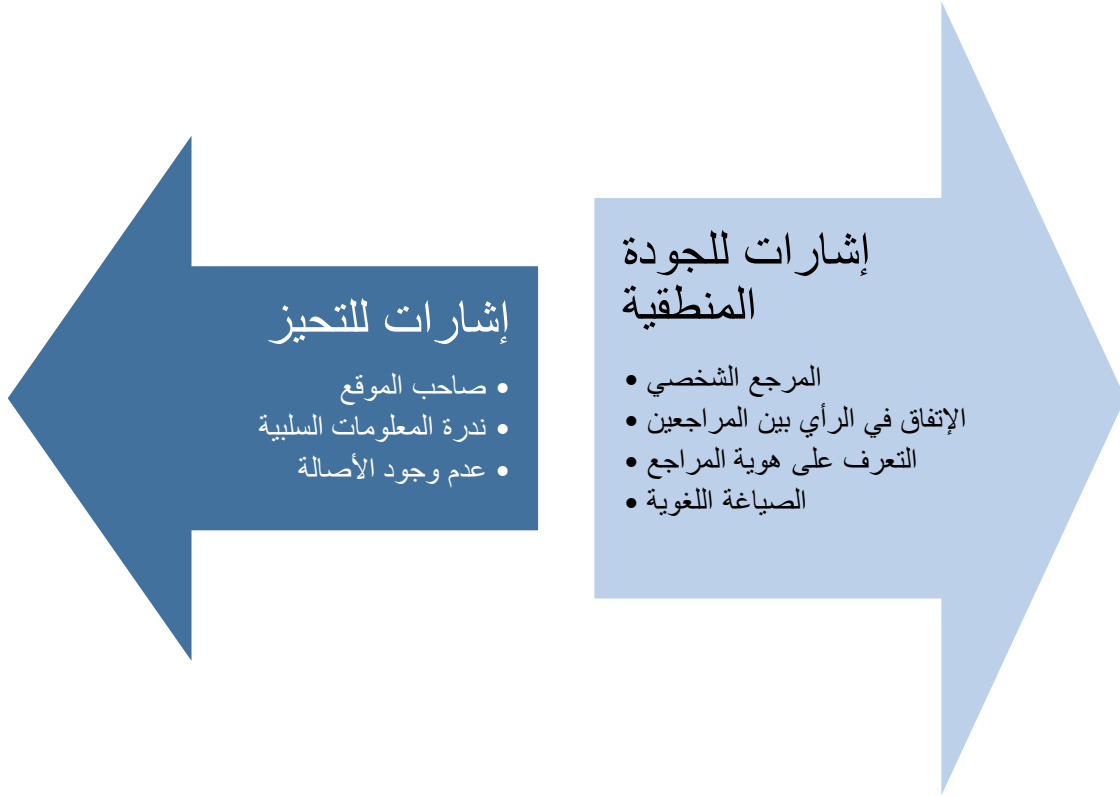 إشارات للجودة
المنطقية
• المرجع الشخصي
• الإتفاق في الرأي بين المراجعين
• التعرف على هوية المراجع
• الصياغة اللغوية
إشارات للتحيز
• صاحب الموقع
• ندرة المعلومات السلبية
• عدم وجود الأصالة